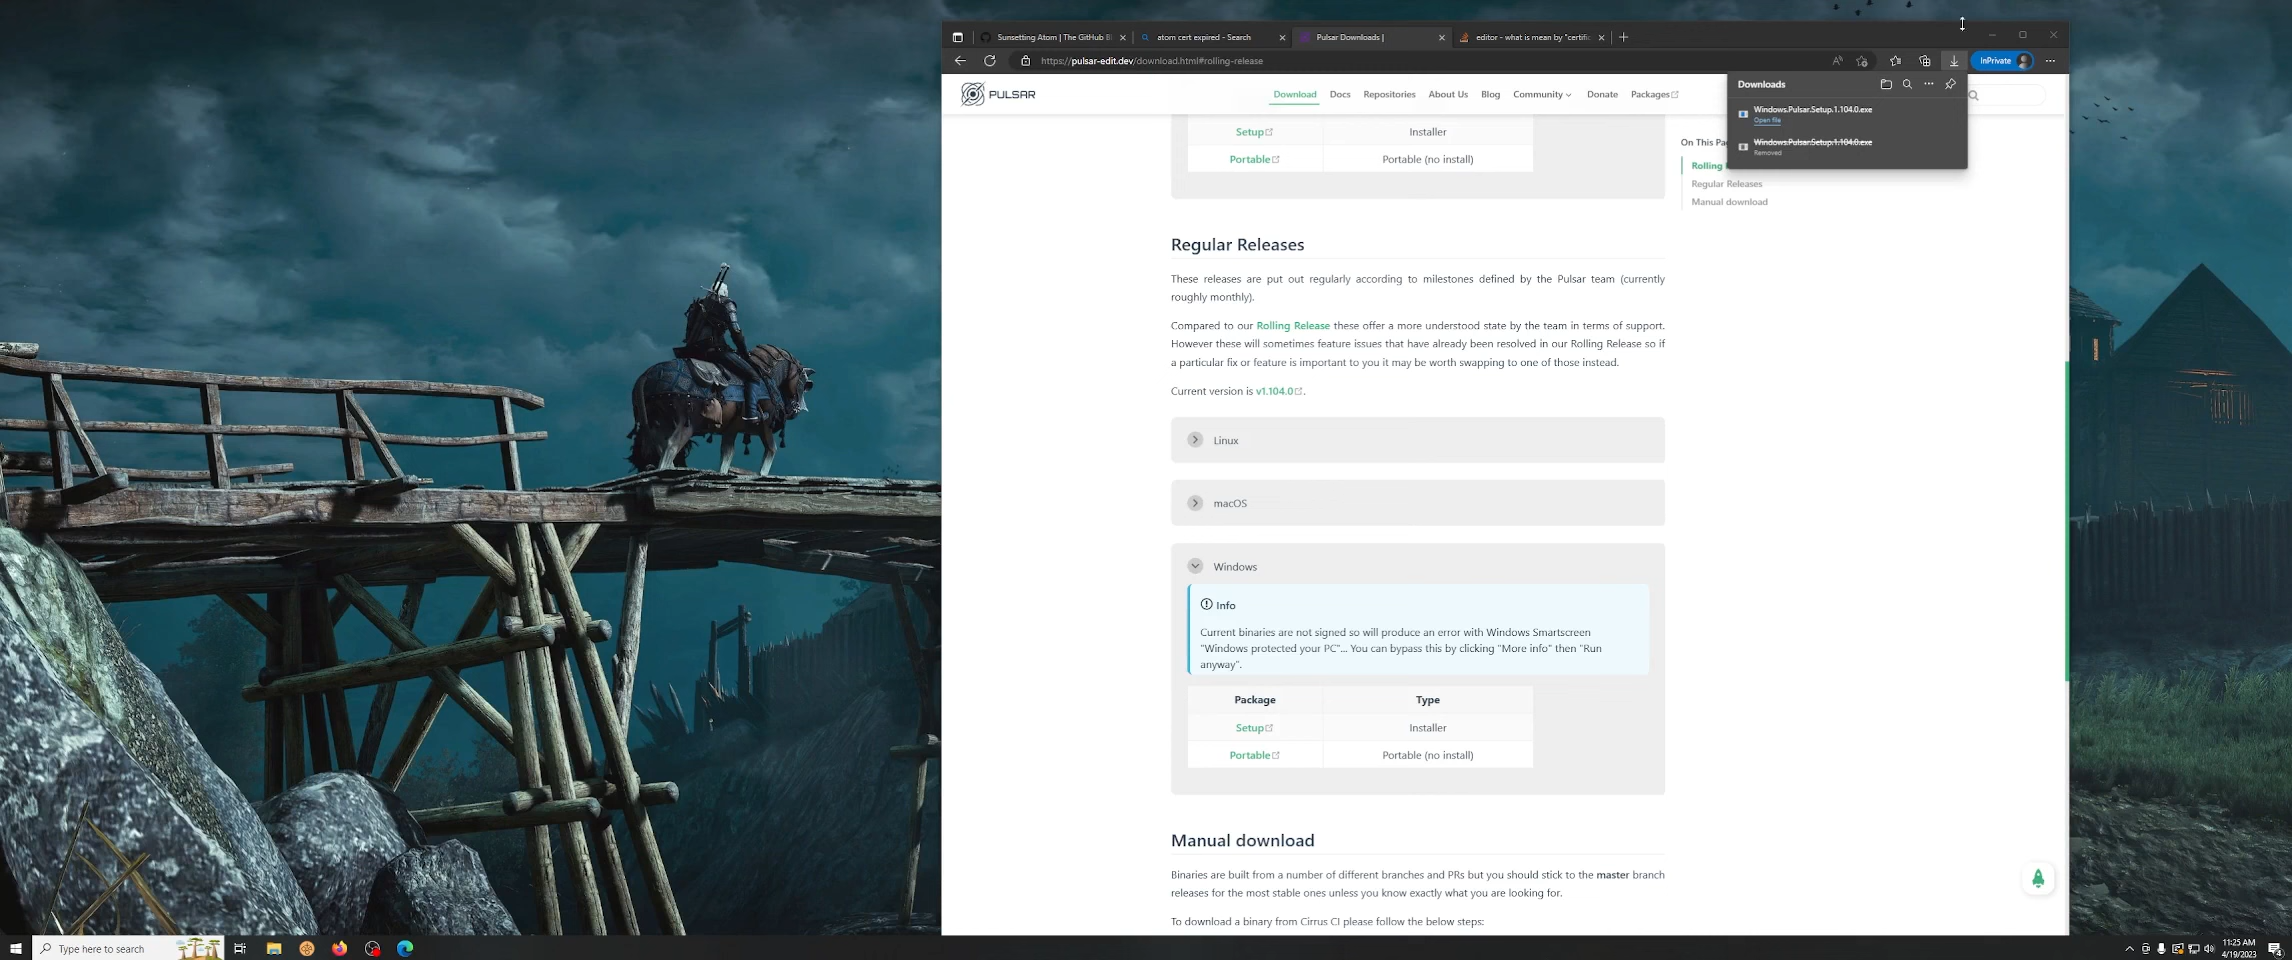 Sunsetting Atom | The GitHub Bl
atom cert expired - Search
Pulsar Downloads |
editor - what is mean by "certific
https://pulsar-edit.dev/download.html#rolling-release
InPrivate
PULSAR
Download
Docs
Repositories
About Us
Blog
Community
Donate
Packages
Downloads
Windows.Pulsar.Setup.1.104.0.exe
Open file
Windows.Pulsar.Setup.1.104.0.exe
Removed
Setup
Installer
Portable
Portable (no install)
On This Pa
Rolling
Regular Releases
Manual download
Regular Releases
These releases are put out regularly according to milestones defined by the Pulsar team (currently
roughly monthly).
Compared to our Rolling Release these offer a more understood state by the team in terms of support.
However these will sometimes feature issues that have already been resolved in our Rolling Release so if
a particular fix or feature is important to you it may be worth swapping to one of those instead.
Current version is v1.104.0.
Linux
macOS
Windows
Info
Current binaries are not signed so will produce an error with Windows Smartscreen
"Windows protected your PC"... You can bypass this by clicking "More info" then "Run
anyway".
Package
Type
Setup
Installer
Portable
Portable (no install)
Manual download
Binaries are built from a number of different branches and PRs but you should stick to the master branch
releases for the most stable ones unless you know exactly what you are looking for.
To download a binary from Cirrus CI please follow the below steps:
Type here to search
11:25 AM
4/19/2023